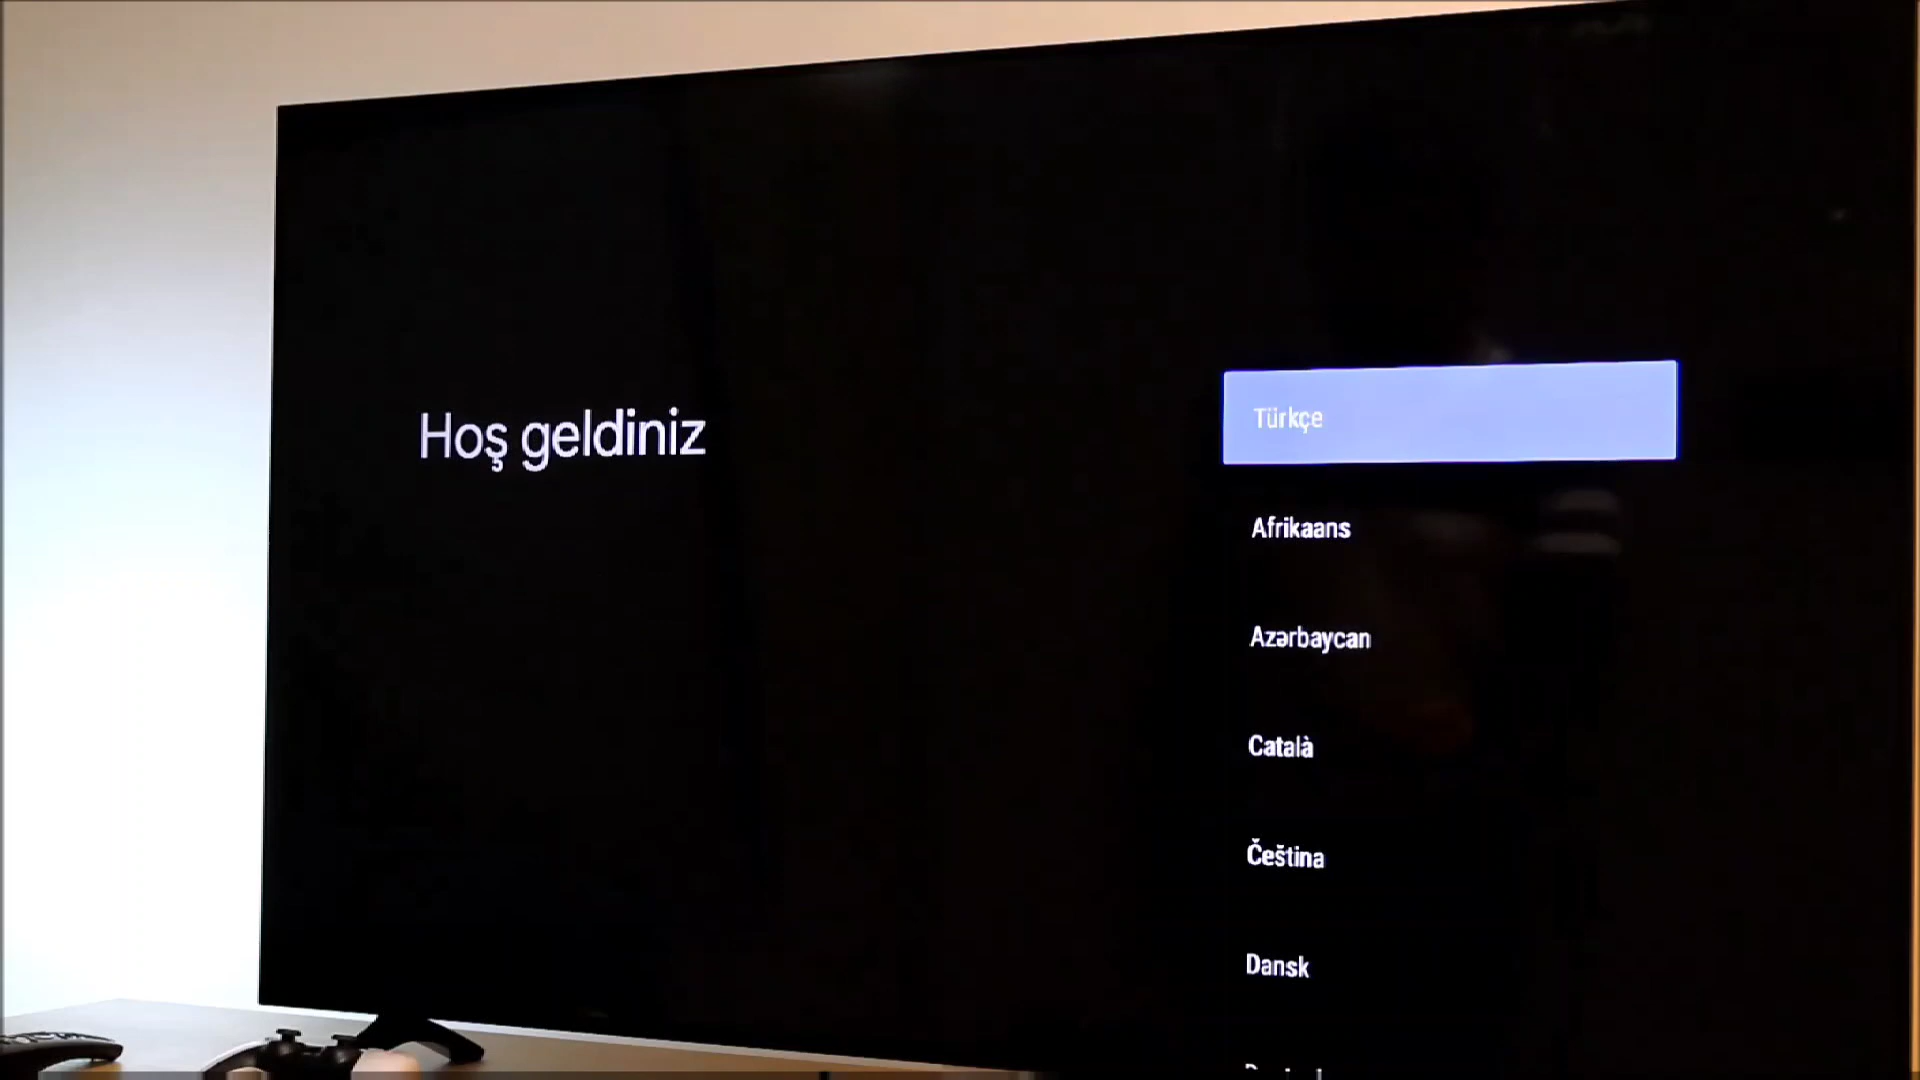 Hoş geldiniz
Türkçe
Afrikaans
Azərbaycan
Català
Čeština
Dansk